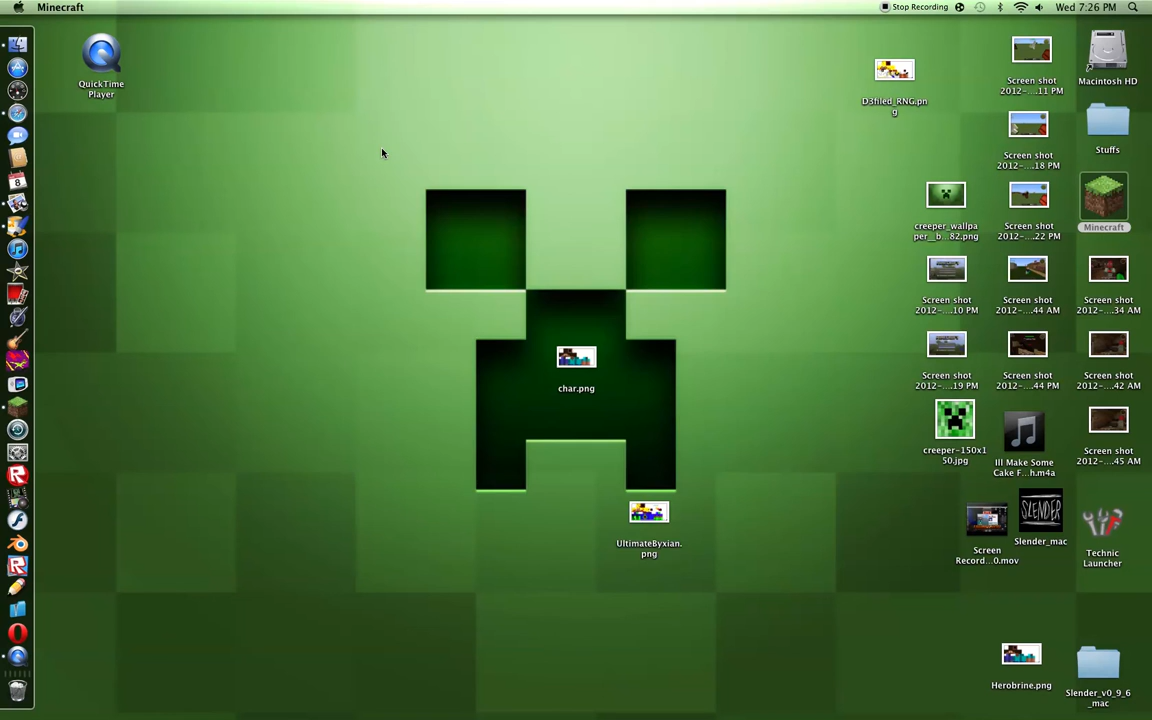 Minecraft
Stop Recording
Wed 7:26 PM
QuickTime
Player
D3filed_RNG.pn
g
Screen shot
2012-....11 PM
Macintosh HD
Screen shot
2012-....18 PM
Stuffs
creeper_wallpa
per__b...82.png
Screen shot
2012-....22 PM
Minecraft
Screen shot
2012-....10 PM
Screen shot
2012-....44 AM
Screen shot
2012-....34 AM
char.png
Screen shot
2012-....19 PM
Screen shot
2012-....44 PM
Screen shot
2012-....42 AM
creeper-150x1
50.jpg
Ill Make Some
Cake F...h.m4a
Screen shot
2012-....45 AM
UltimateByxian.
png
Screen
Record...0.mov
SLENDER
Slender_mac
Technic
Launcher
Herobrine.png
Slender_v0_9_6
_mac
8